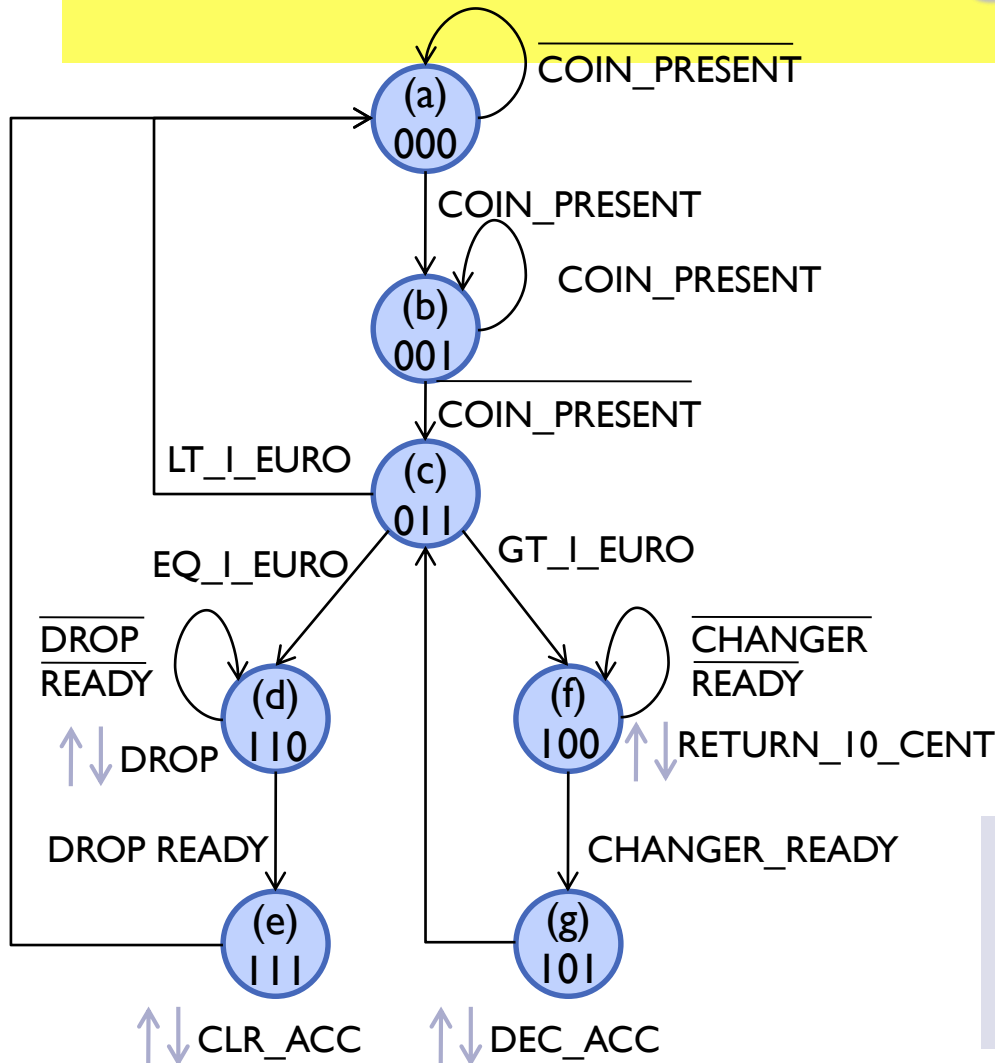 COIN_PRESENT
(a)
000
COIN_PRESENT
COIN_PRESENT
(b)
001
COIN_PRESENT
LT_1_EURO
(c)
011
EQ_1_EURO
GT_1_EURO
DROP
READY
CHANGER
READY
(d)
110
(f)
100
DROP
RETURN_10_CENT
DROP READY
CHANGER_READY
(e)
111
(g)
101
CLR_ACC
DEC_ACC